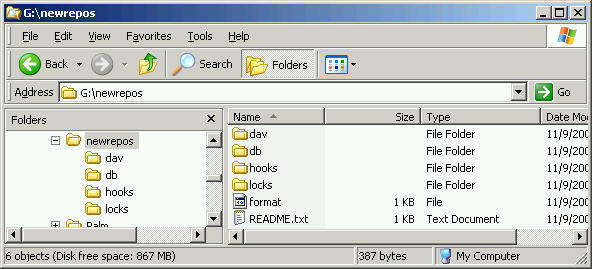 G:\newrepos
File Edit View Favorites Tools Help
Back Search Folders
Address G:\newrepos Go
Folders
newrepos
dav
db
hooks
locks
Name Size Type Date Mo
dav File Folder 11/9/200
db File Folder 11/9/200
hooks File Folder 11/9/200
locks File Folder 11/9/200
format 1 KB File 11/9/200
README.txt 1 KB Text Document 11/9/200
6 objects (Disk free space: 867 MB) 387 bytes My Computer